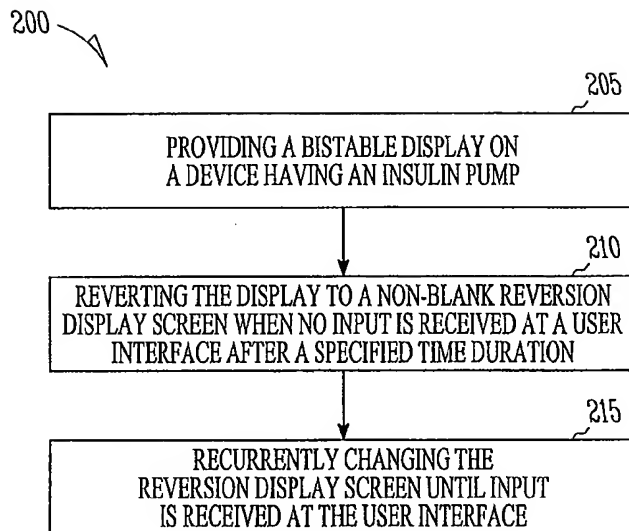 200
205
PROVIDING A BISTABLE DISPLAY ON
A DEVICE HAVING AN INSULIN PUMP
210
REVERTING THE DISPLAY TO A NON-BLANK REVERSION
DISPLAY SCREEN WHEN NO INPUT IS RECEIVED AT A USER
INTERFACE AFTER A SPECIFIED TIME DURATION
215
RECURRENTLY CHANGING THE
REVERSION DISPLAY SCREEN UNTIL INPUT
IS RECEIVED AT THE USER INTERFACE